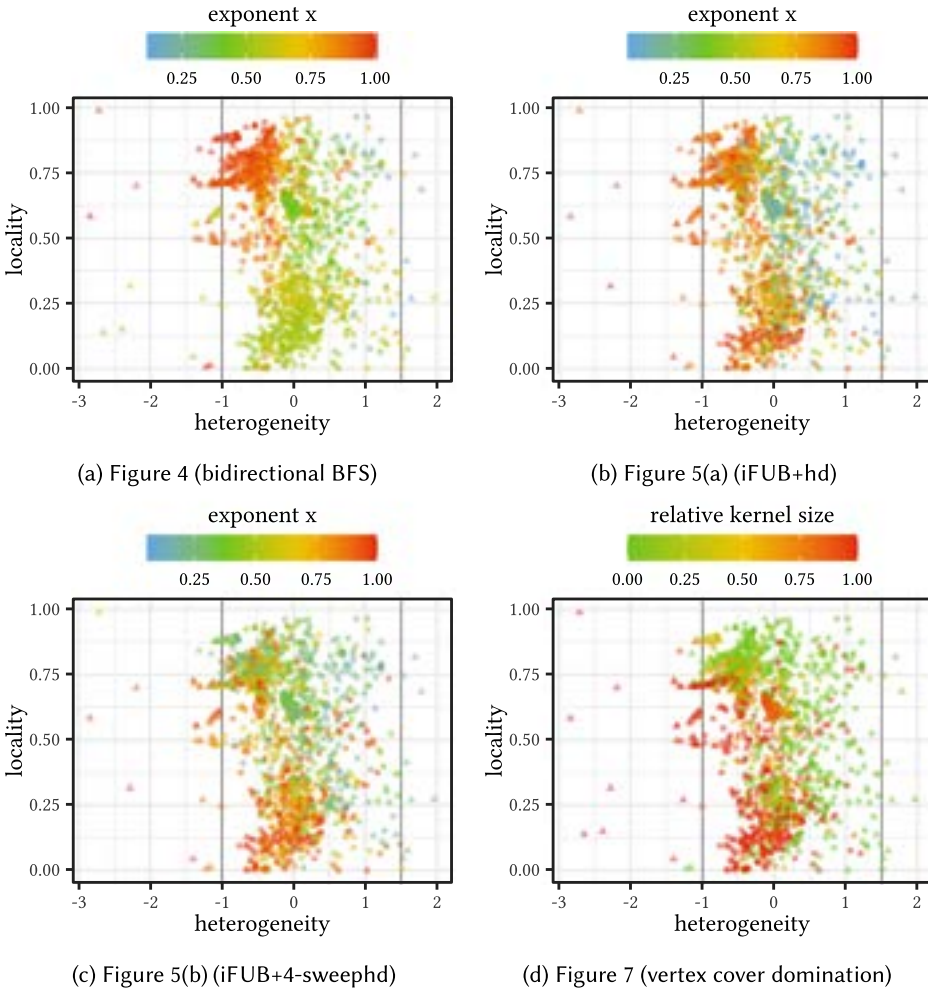 exponent x
0.25 0.50 0.75 1.00
1.00
0.75
0.50
0.25
0.00
locality
-3 -2 -1 0 1 2
heterogeneity
(a) Figure 4 (bidirectional BFS)
exponent x
0.25 0.50 0.75 1.00
1.00
0.75
0.50
0.25
0.00
locality
-3 -2 -1 0 1 2
heterogeneity
(b) Figure 5(a) (iFUB+hd)
exponent x
0.25 0.50 0.75 1.00
1.00
0.75
0.50
0.25
0.00
locality
-3 -2 -1 0 1 2
heterogeneity
(c) Figure 5(b) (iFUB+4-sweephd)
relative kernel size
0.00 0.25 0.50 0.75 1.00
1.00
0.75
0.50
0.25
0.00
locality
-3 -2 -1 0 1 2
heterogeneity
(d) Figure 7 (vertex cover domination)